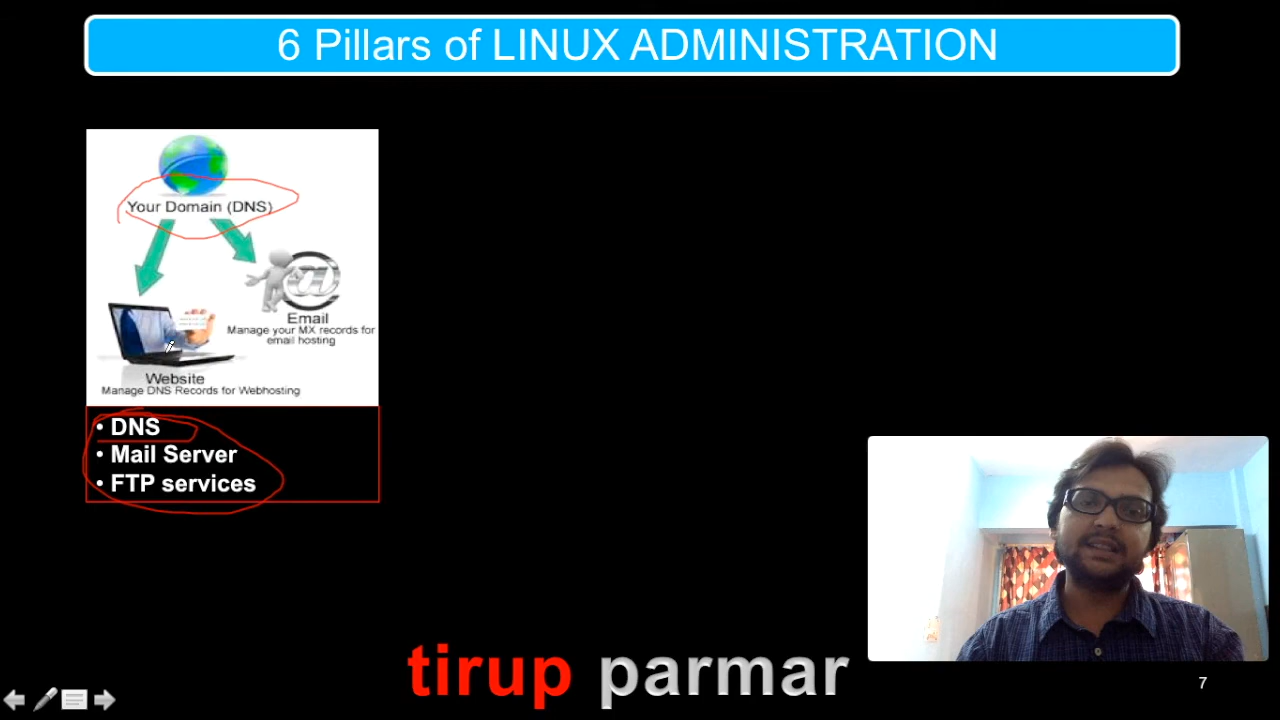 6 Pillars of LINUX ADMINISTRATION
Your Domain (DNS)
Email
Manage your MX records for
email hosting
Website
Manage DNS Records for Webhosting
• DNS
• Mail Server
• FTP services
tirup parmar
7